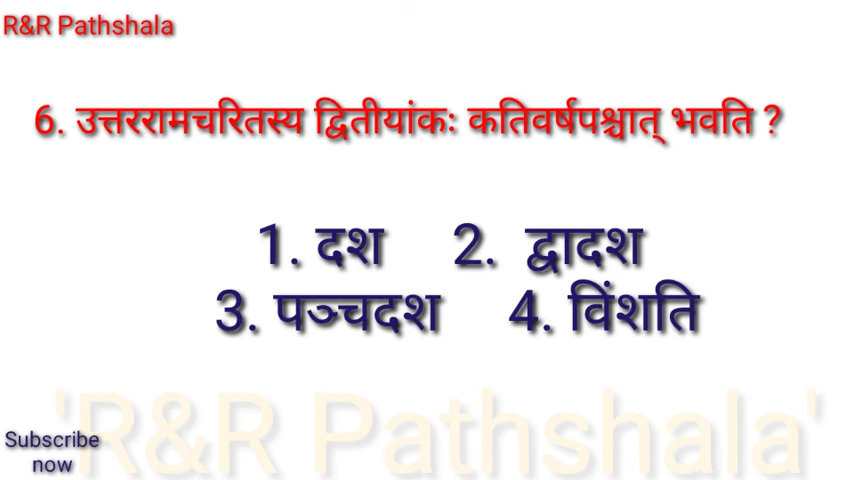 R&R Pathshala
6. उत्तररामचरितस्य द्वितीयांकः कतिवर्षपश्चात् भवति ?
1. दश 2. द्वादश
3. पञ्चदश 4. विंशति
'R&R Pathshala'
Subscribe
now